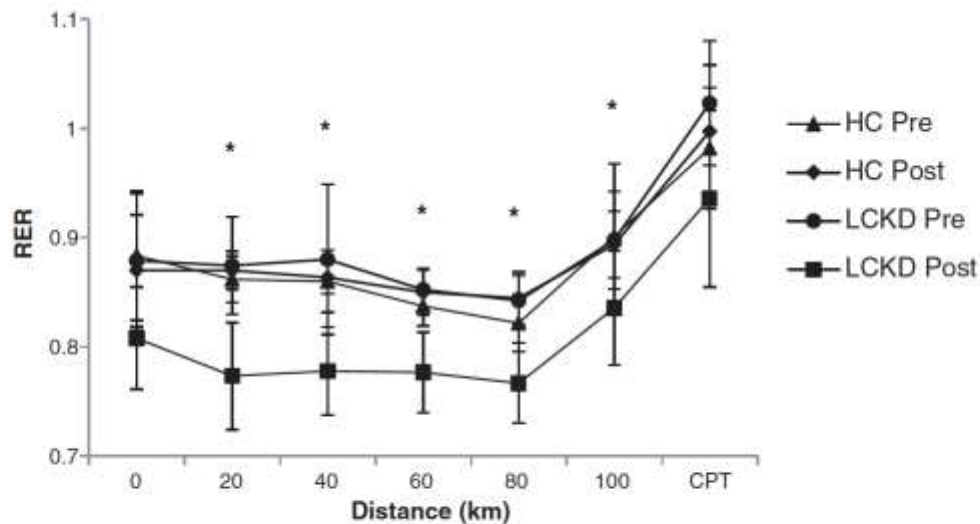 1.1
1
0.9
0.8
0.7
RER
* * * * *
0 20 40 60 80 100 CPT
Distance (km)
HC Pre
HC Post
LCKD Pre
LCKD Post